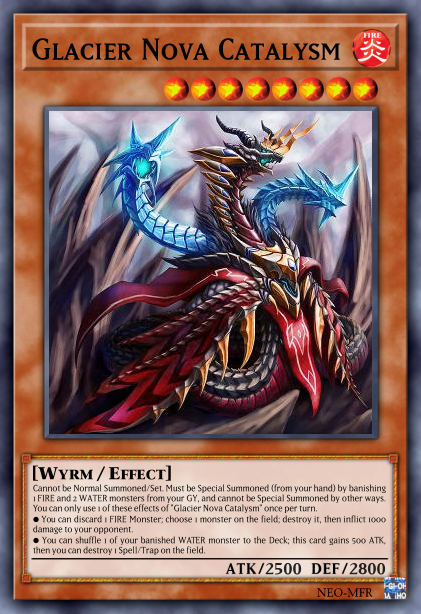 GLACIER NOVA CATALYSM
FIRE
炎
[WYRM / EFFECT]
Cannot be Normal Summoned/Set. Must be Special Summoned (from your hand) by banishing
1 FIRE and 2 WATER monsters from your GY, and cannot be Special Summoned by other ways.
You can only use 1 of these effects of "Glacier Nova Catalysm" once per turn.
● You can discard 1 FIRE Monster; choose 1 monster on the field; destroy it, then inflict 1000
damage to your opponent.
● You can shuffle 1 of your banished WATER monster to the Deck; this card gains 500 ATK,
then you can destroy 1 Spell/Trap on the field.
ATK/2500 DEF/2800
NEO-MFR